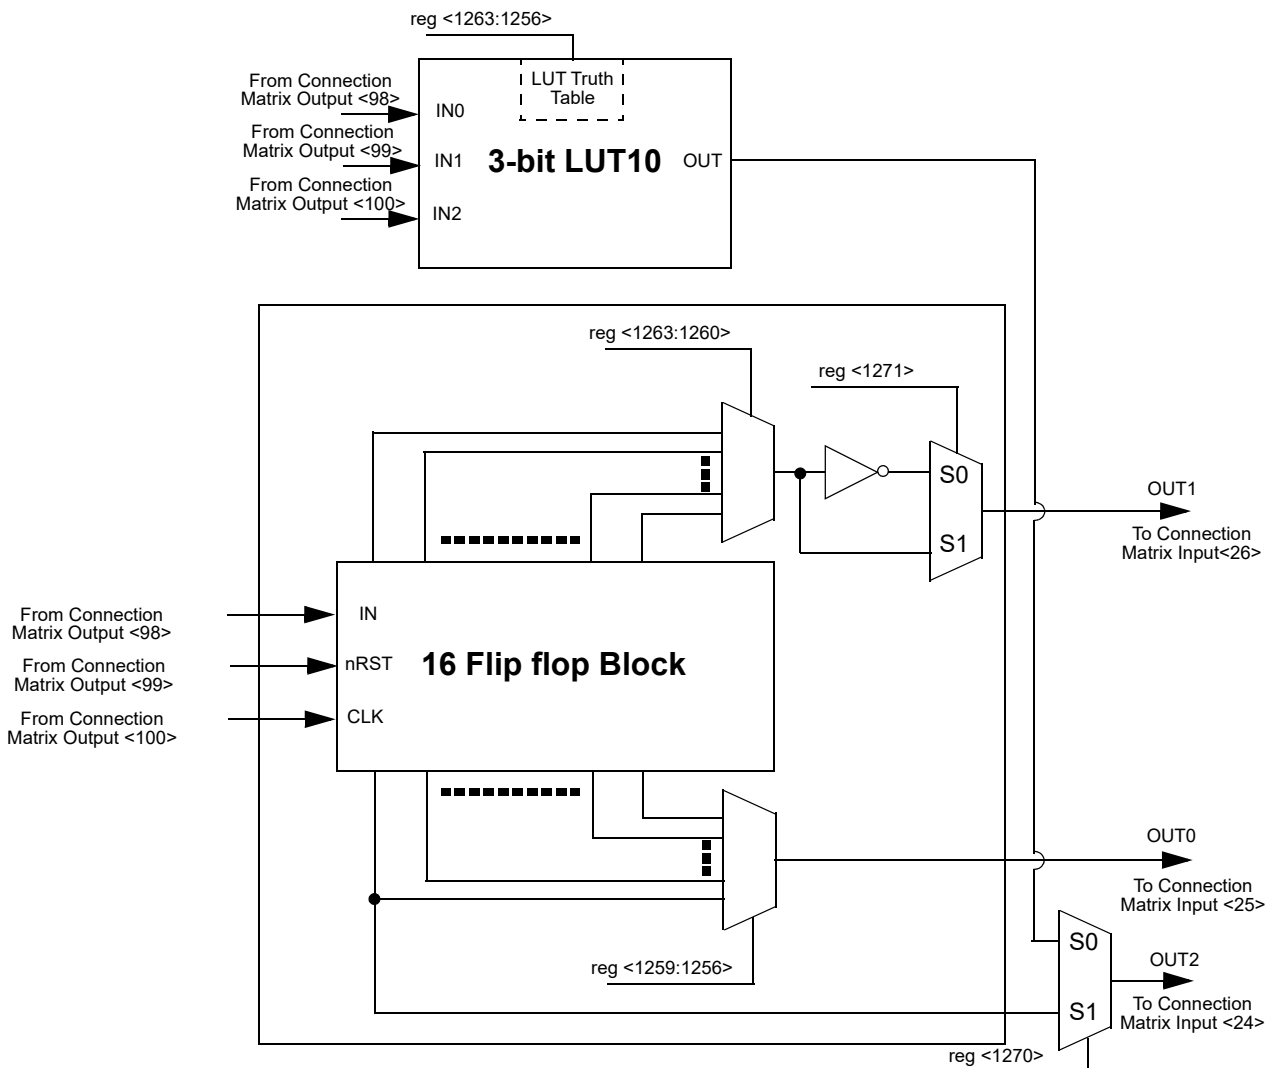 reg <1263:1256>
From Connection
Matrix Output <98>
LUT Truth
Table
IN0
From Connection
Matrix Output <99>
IN1
3-bit LUT10
OUT
From Connection
Matrix Output <100>
IN2
reg <1263:1260>
reg <1271>
S0
S1
OUT1
To Connection
Matrix Input<26>
From Connection
Matrix Output <98>
IN
From Connection
Matrix Output <99>
nRST
16 Flip flop Block
From Connection
Matrix Output <100>
CLK
OUT0
To Connection
Matrix Input <25>
reg <1259:1256>
S0
S1
OUT2
To Connection
Matrix Input <24>
reg <1270>